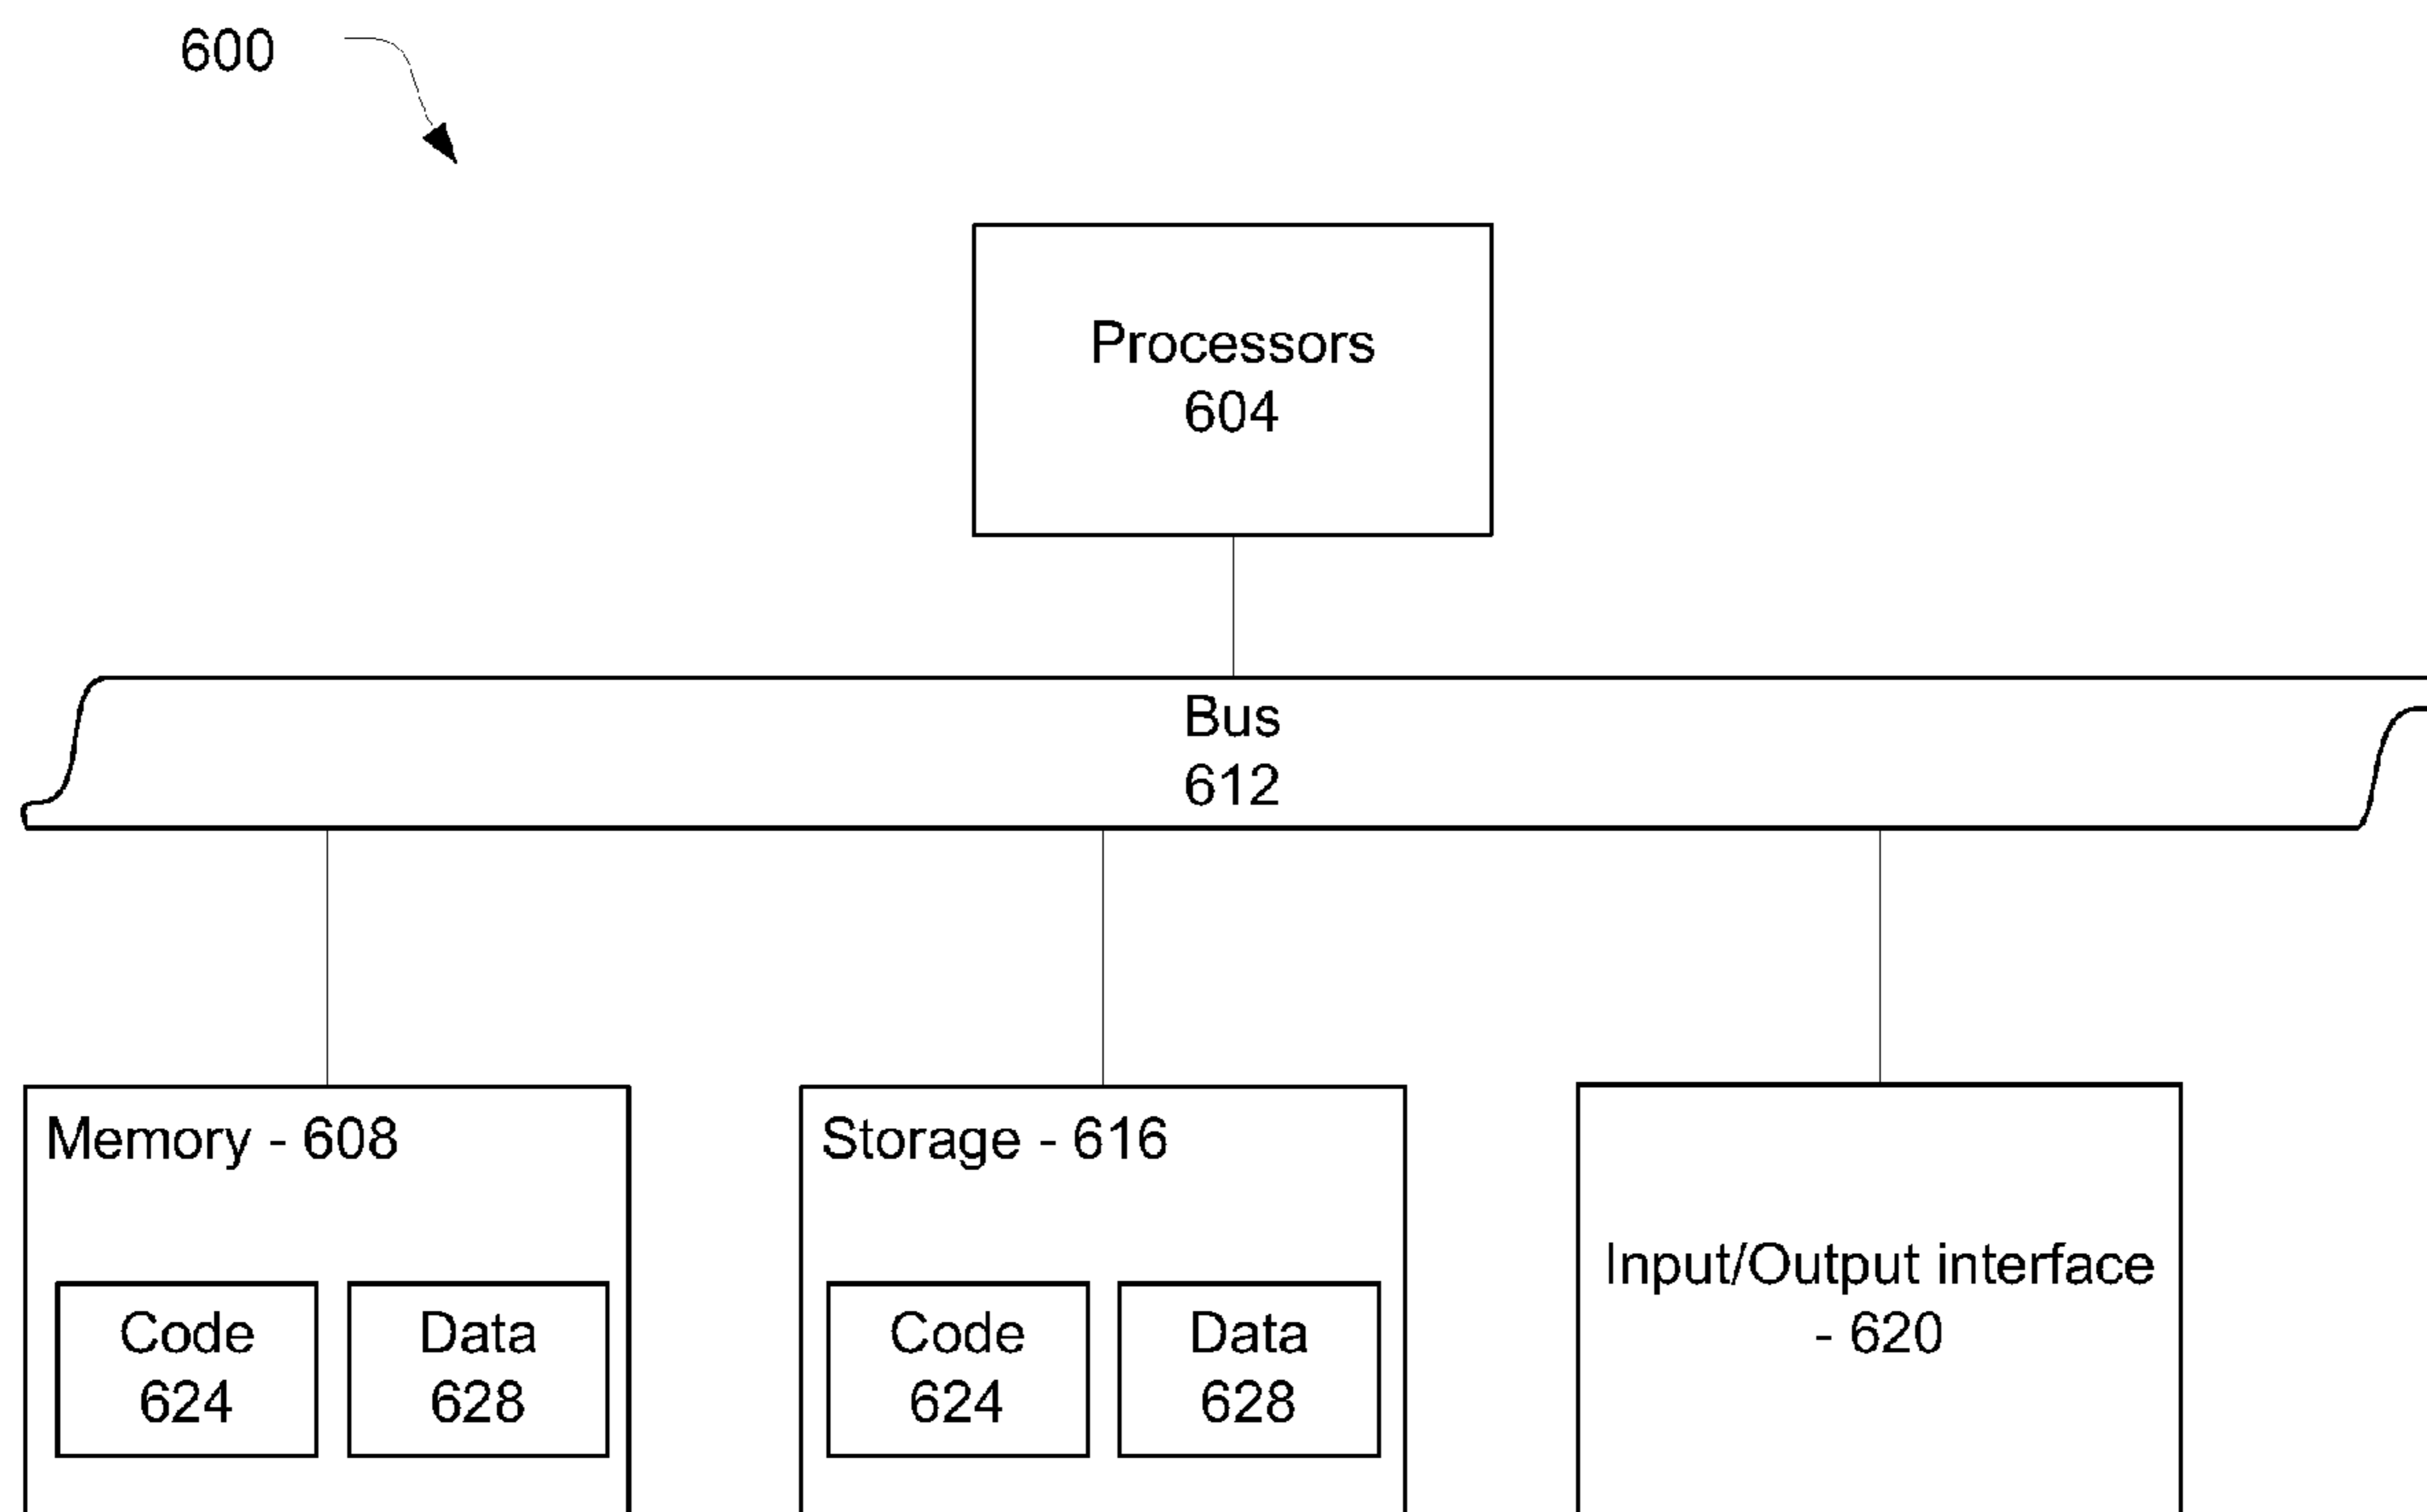 600
Processors
604
Bus
612
Memory - 608
Code
624
Data
628
Storage - 616
Code
624
Data
628
Input/Output interface
- 620